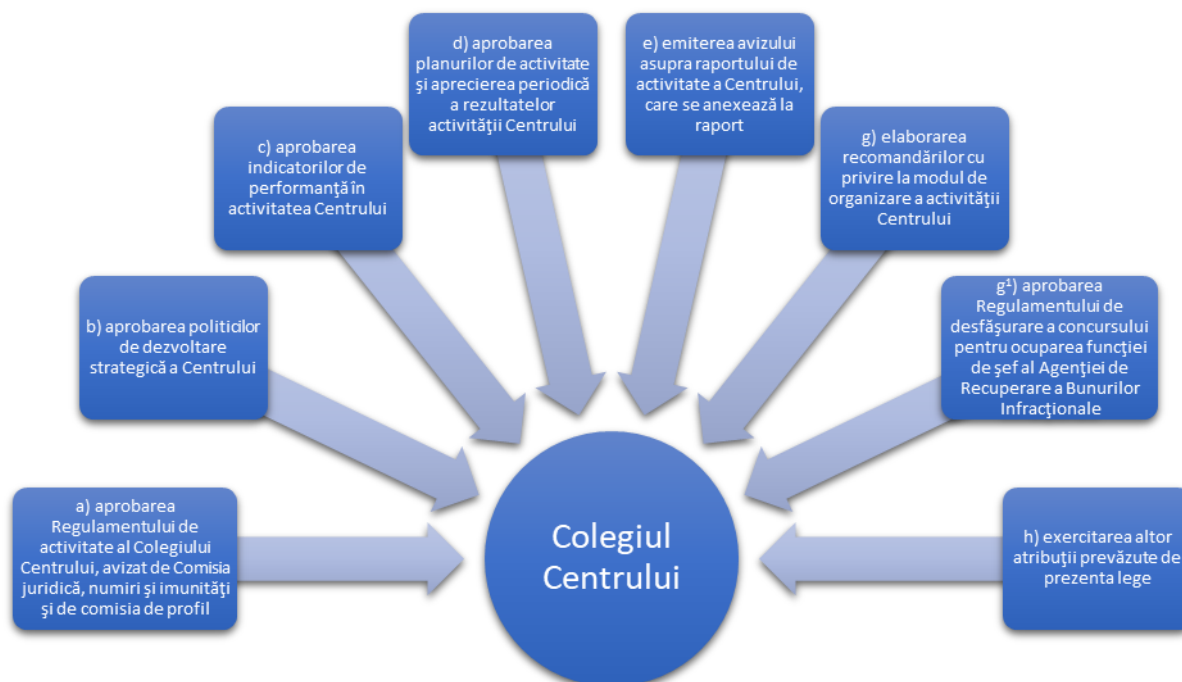 a) aprobarea
Regulamentului de
activitate al Colegiului
Centrului, avizat de Comisia
juridică, numiri şi imunităţi
şi de comisia de profil
b) aprobarea politicilor
de dezvoltare
strategică a Centrului
c) aprobarea
indicatorilor de
performanţă în
activitatea Centrului
d) aprobarea
planurilor de activitate
şi aprecierea periodică
a rezultatelor
activităţii Centrului
e) emiterea avizului
asupra raportului de
activitate a Centrului,
care se anexează la
raport
g) elaborarea
recomandărilor cu
privire la modul de
organizare a activităţii
Centrului
g¹) aprobarea
Regulamentului de
desfăşurare a concursului
pentru ocuparea funcţiei
de şef al Agenţiei de
Recuperare a Bunurilor
Infracţionale
h) exercitarea altor
atribuţii prevăzute de
prezenta lege
Colegiul
Centrului